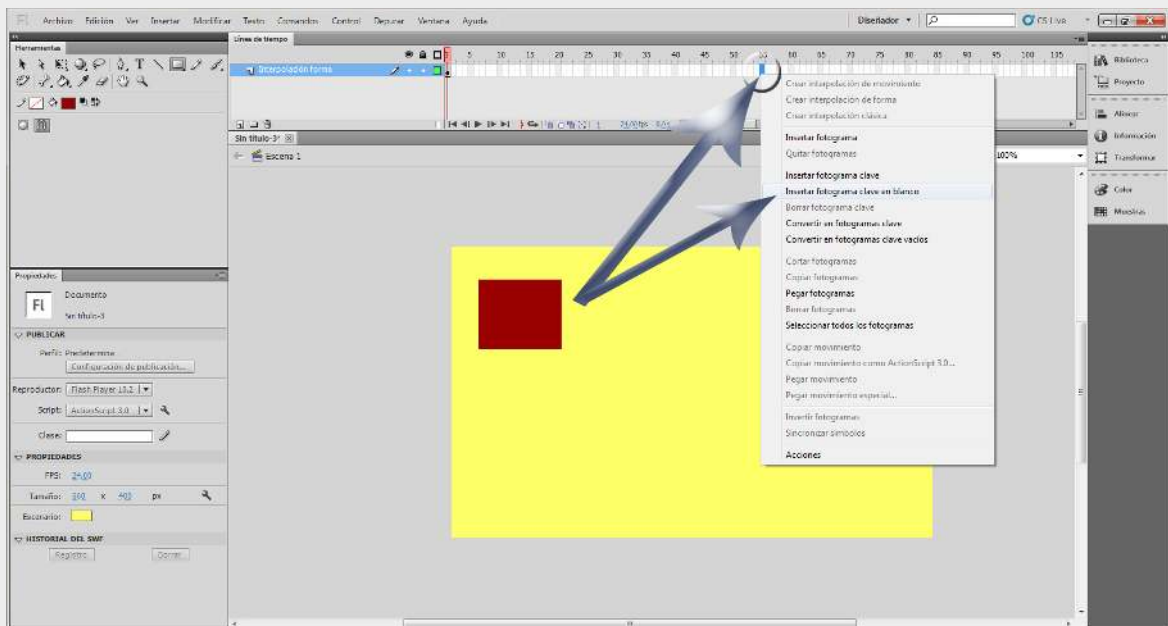 Fl Archivo Edición Ver Insertar Modificar Texto Comandos Control Depurar Ventana Ayuda Diseñador CS Live
Herramientas
Línea de tiempo
5 10 15 20 25 30 35 40 45 50 55 60 65 70 75 80 85 90 95 100 105
Interpolación forma
24,00fps
Sin título-3*
Escena 1
100%
Crear interpolación de movimiento
Crear interpolación de forma
Crear interpolación clásica
Insertar fotograma
Quitar fotogramas
Insertar fotograma clave
Insertar fotograma clave en blanco
Borrar fotograma clave
Convertir en fotogramas clave
Convertir en fotogramas clave vacíos
Cortar fotogramas
Copiar fotogramas
Pegar fotogramas
Borrar fotogramas
Seleccionar todos los fotogramas
Copiar movimiento
Copiar movimiento como ActionScript 3.0...
Pegar movimiento
Pegar movimiento especial...
Invertir fotogramas
Sincronizar símbolos
Acciones
Biblioteca
Proyecto
Alinear
Información
Transformar
Color
Muestras
Propiedades
Fl
Documento
Sin título-3
PUBLICAR
Perfil: Predetermina
Configuración de publicación...
Reproductor: Flash Player 10.2
Script: ActionScript 3.0
Clase:
PROPIEDADES
FPS: 24,00
Tamaño: x 400 px
Escenario:
HISTORIAL DEL SWF
Registro Borrar